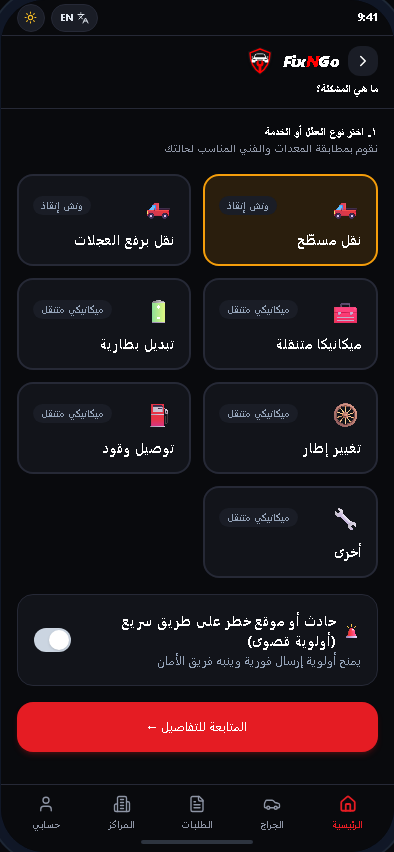 9:41
EN
FixNGo
ما هي المشكلة؟
١. اختر نوع العطل أو الخدمة
نقوم بمطابقة المعدات والفني المناسب لحالتك
ونش إنقاذ
نقل مسطّح
ونش إنقاذ
نقل برفع العجلات
ميكانيكي متنقل
ميكانيكا متنقلة
ميكانيكي متنقل
تبديل بطارية
ميكانيكي متنقل
تغيير إطار
ميكانيكي متنقل
توصيل وقود
ميكانيكي متنقل
أخرى
حادث أو موقع خطر على طريق سريع
(أولوية قصوى)
يمنح أولوية إرسال فورية وينبه فريق الأمان
المتابعة للتفاصيل ←
الرئيسية
الجراج
الطلبات
المراكز
حسابي